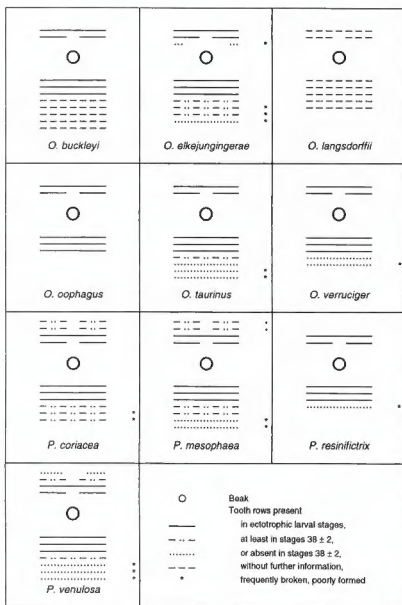 O. buckleyi
O. elkejungingerae
O. langsdorffii
O. oophagus
O. taurinus
O. verruciger
P. coriacea
P. mesophaea
P. resinifictrix
P. venulosa
Beak
Tooth rows present
in ectotrophic larval stages,
at least in stages 38 ± 2,
or absent in stages 38 ± 2,
without further information,
* frequently broken, poorly formed